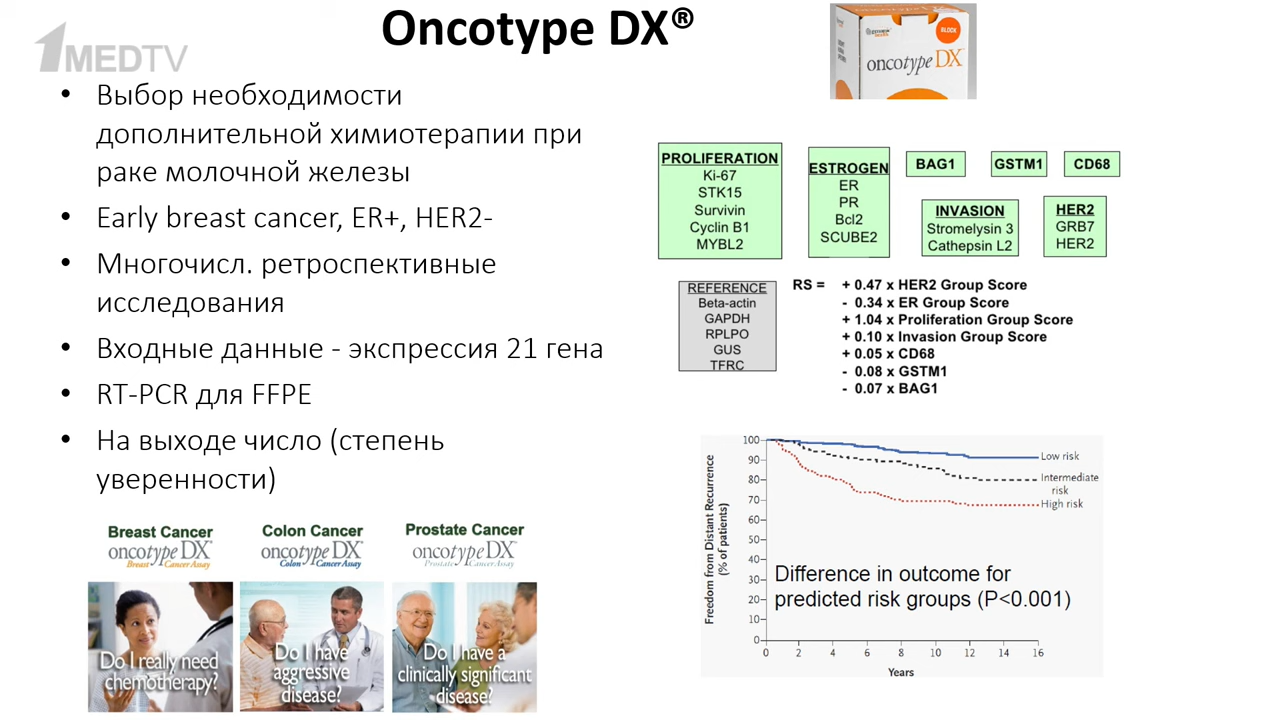 Oncotype DX®
1MEDTV
BLOCK
oncotype DX
• Выбор необходимости
дополнительной химиотерапии при
раке молочной железы
• Early breast cancer, ER+, HER2-
• Многочисл. ретроспективные
исследования
• Входные данные - экспрессия 21 гена
• RT-PCR для FFPE
• На выходе число (степень
уверенности)
PROLIFERATION
Ki-67
STK15
Survivin
Cyclin B1
MYBL2
ESTROGEN
ER
PR
Bcl2
SCUBE2
BAG1
GSTM1
CD68
INVASION
Stromelysin 3
Cathepsin L2
HER2
GRB7
HER2
REFERENCE
Beta-actin
GAPDH
RPLPO
GUS
TFRC
RS = + 0.47 x HER2 Group Score
- 0.34 x ER Group Score
+ 1.04 x Proliferation Group Score
+ 0.10 x Invasion Group Score
+ 0.05 x CD68
- 0.08 x GSTM1
- 0.07 x BAG1
Freedom from Distant Recurrence
(% of patients)
100
90
80
70
60
50
40
30
20
10
0
Low risk
Intermediate
risk
High risk
Difference in outcome for
predicted risk groups (P<0.001)
0 2 4 6 8 10 12 14 16
Years
Breast Cancer
oncotype DX®
Breast Cancer Assay
Do I really need
chemotherapy?
Colon Cancer
oncotype DX®
Colon Cancer Assay
Do I have
aggressive
disease?
Prostate Cancer
oncotype DX®
Prostate Cancer Assay
Do I have a
clinically significant
disease?